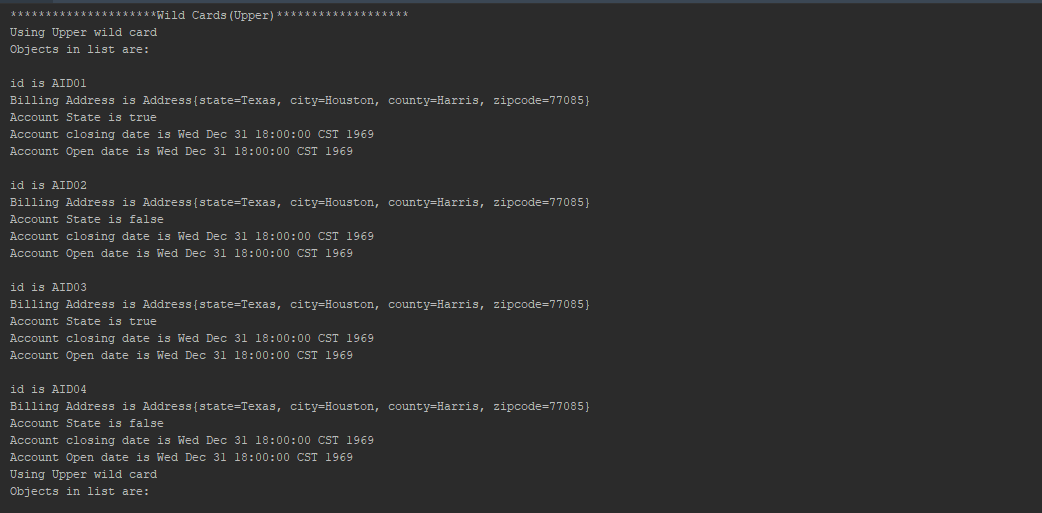 *********************Wild Cards(Upper)*******************
Using Upper wild card
Objects in list are:

id is AID01
Billing Address is Address{state=Texas, city=Houston, county=Harris, zipcode=77085}
Account State is true
Account closing date is Wed Dec 31 18:00:00 CST 1969
Account Open date is Wed Dec 31 18:00:00 CST 1969

id is AID02
Billing Address is Address{state=Texas, city=Houston, county=Harris, zipcode=77085}
Account State is false
Account closing date is Wed Dec 31 18:00:00 CST 1969
Account Open date is Wed Dec 31 18:00:00 CST 1969

id is AID03
Billing Address is Address{state=Texas, city=Houston, county=Harris, zipcode=77085}
Account State is true
Account closing date is Wed Dec 31 18:00:00 CST 1969
Account Open date is Wed Dec 31 18:00:00 CST 1969

id is AID04
Billing Address is Address{state=Texas, city=Houston, county=Harris, zipcode=77085}
Account State is false
Account closing date is Wed Dec 31 18:00:00 CST 1969
Account Open date is Wed Dec 31 18:00:00 CST 1969
Using Upper wild card
Objects in list are: